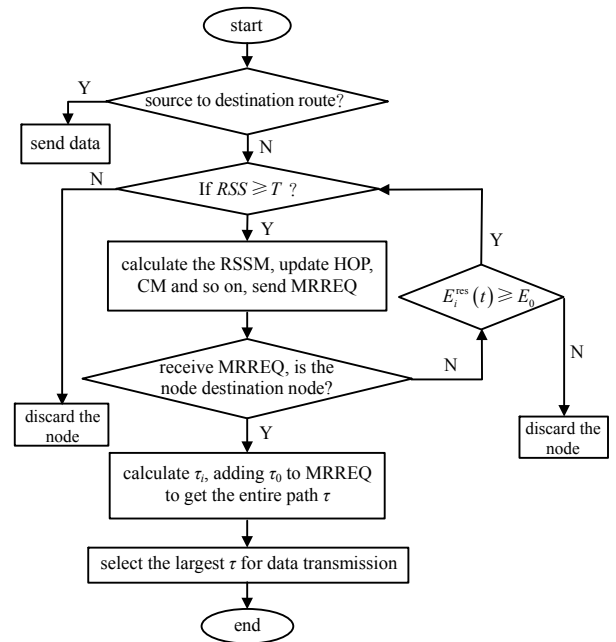 start
source to destination route?
Y
send data
N
If RSS ≥ T ?
N
Y
calculate the RSSM, update HOP,
CM and so on, send MRREQ
Y
E_i^res(t) ≥ E_0
N
receive MRREQ, is the
node destination node?
N
discard the
node
discard the
node
Y
calculate τ_i, adding τ_0 to MRREQ
to get the entire path τ
select the largest τ for data transmission
end